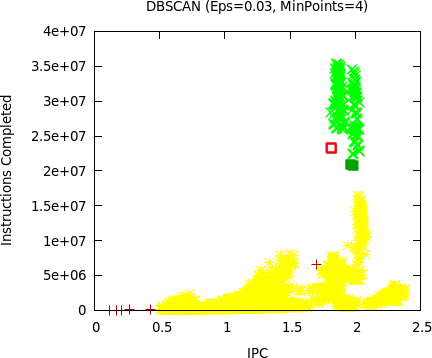 DBSCAN (Eps=0.03, MinPoints=4)
4e+07
3.5e+07
3e+07
2.5e+07
2e+07
1.5e+07
1e+07
5e+06
0
Instructions Completed
0 0.5 1 1.5 2 2.5
IPC